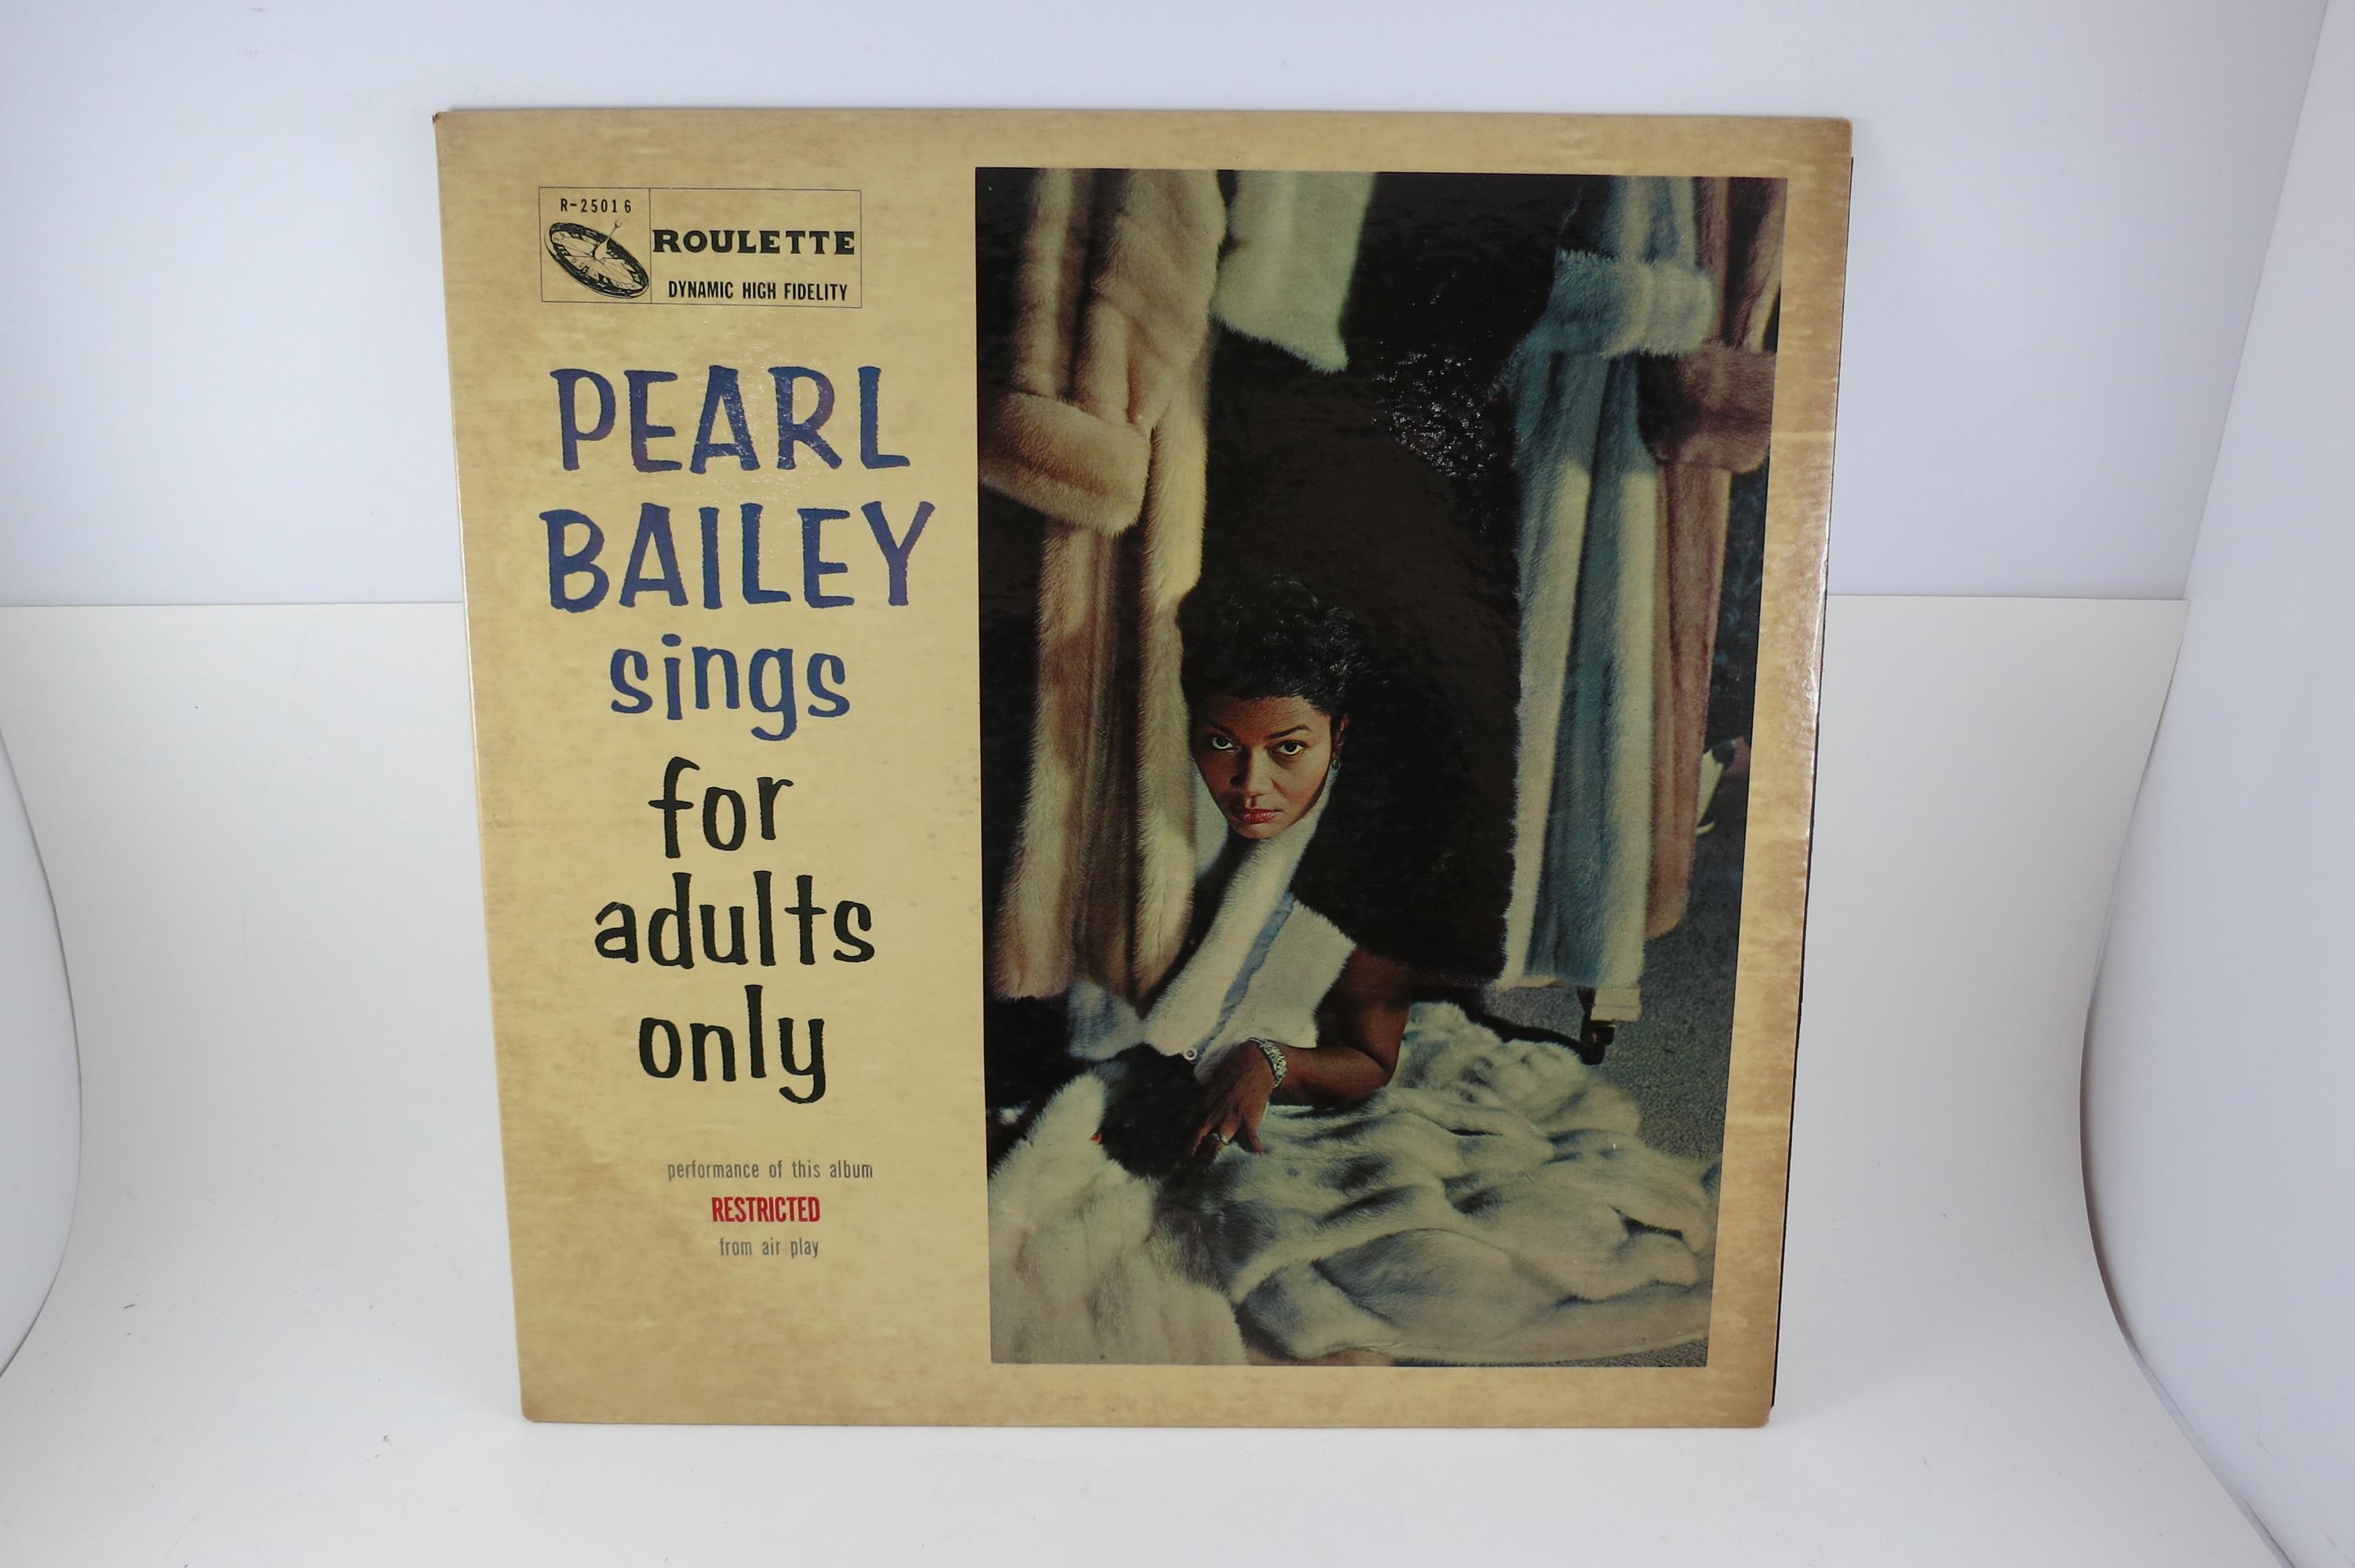 R-25016
ROULETTE
DYNAMIC HIGH FIDELITY
PEARL
BAILEY
sings
for
adults
only
performance of this album
RESTRICTED
from air play